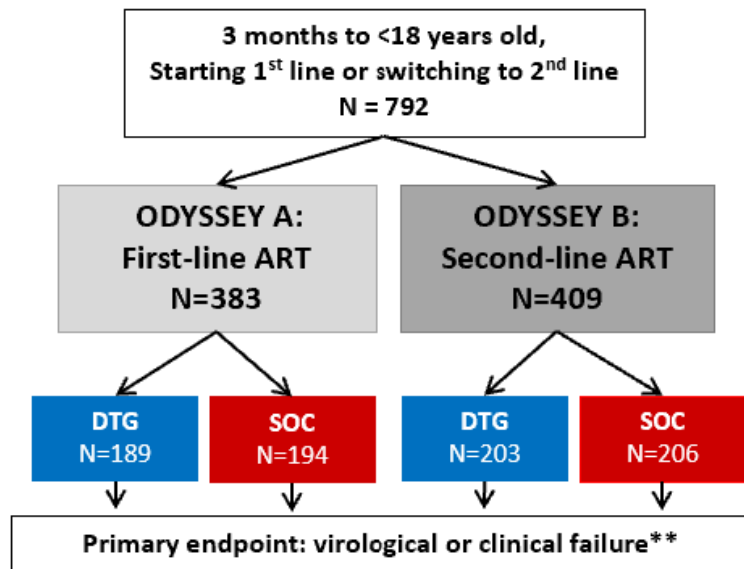 3 months to <18 years old,
Starting 1st line or switching to 2nd line
N = 792
ODYSSEY A:
First-line ART
N=383
ODYSSEY B:
Second-line ART
N=409
DTG
N=189
SOC
N=194
DTG
N=203
SOC
N=206
Primary endpoint: virological or clinical failure**